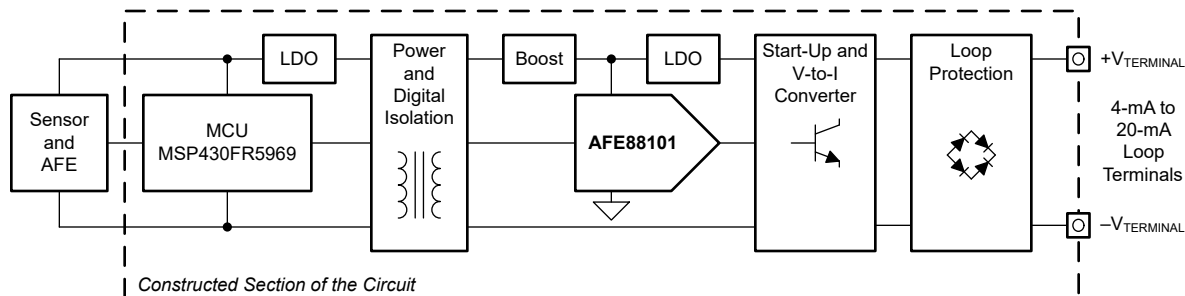 LDO
Power
and
Digital
Isolation
Boost
LDO
Start-Up and
V-to-I
Converter
Loop
Protection
+VTERMINAL
Sensor
and
AFE
MCU
MSP430FR5969
AFE88101
4-mA to
20-mA
Loop
Terminals
–VTERMINAL
Constructed Section of the Circuit